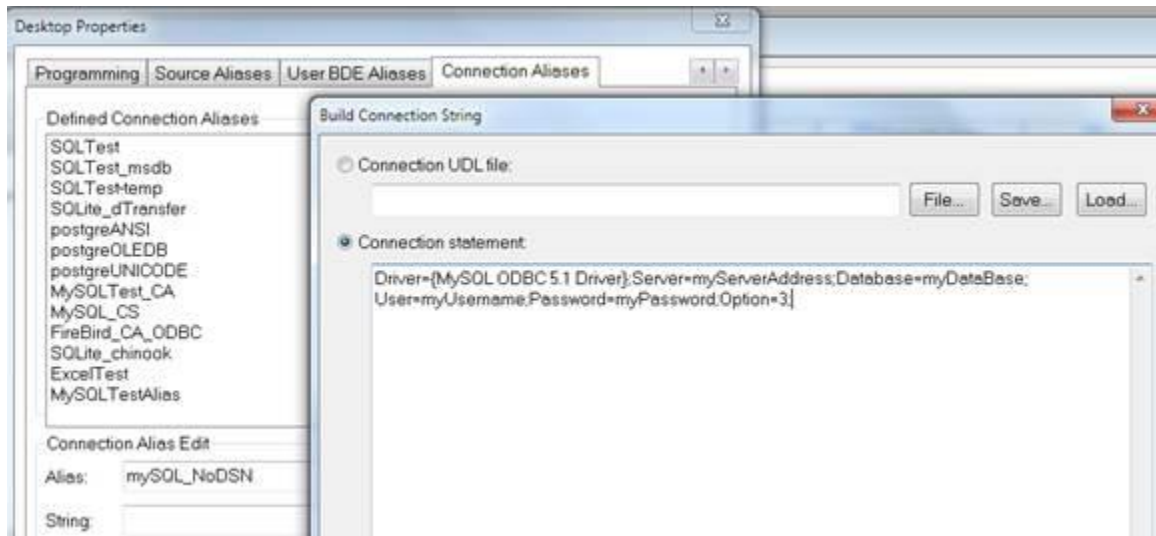 Desktop Properties
Programming
Source Aliases
User BDE Aliases
Connection Aliases
Defined Connection Aliases
SQLTest
SQLTest_msdb
SQLTesttemp
SQLite_dTransfer
postgreANSI
postgreOLEDB
postgreUNICODE
MySQLTest_CA
MySQL_CS
FireBird_CA_ODBC
SQLite_chinook
ExcelTest
MySQLTestAlias
Connection Alias Edit
Alias: mySQL_NoDSN
String:
Build Connection String
Connection UDL file:
File... Save... Load...
Connection statement:
Driver={MySQL ODBC 5.1 Driver};Server=myServerAddress;Database=myDataBase;
User=myUsername;Password=myPassword;Option=3;